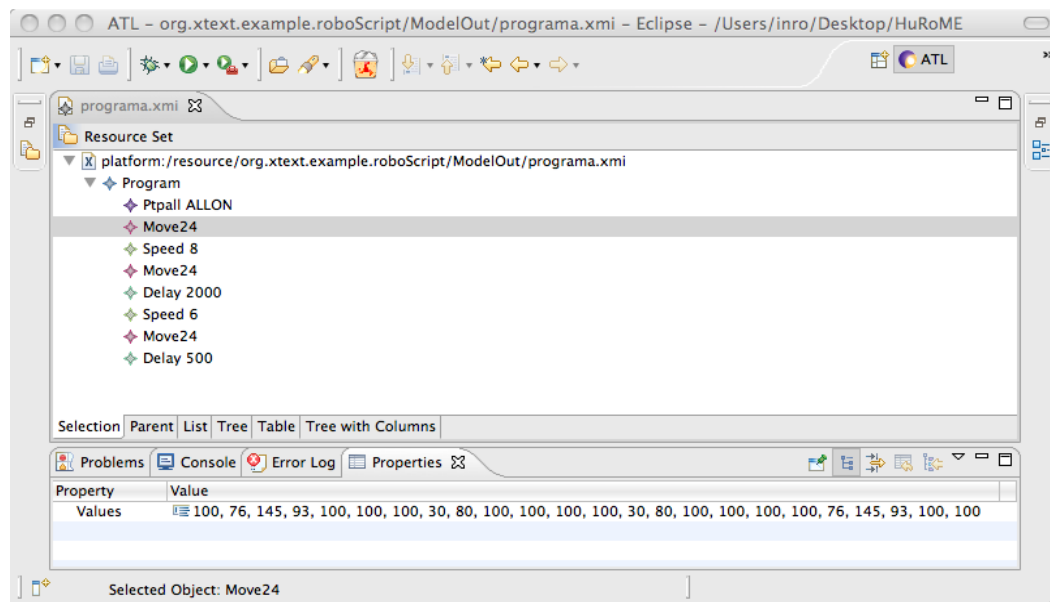 ATL – org.xtext.example.roboScript/ModelOut/programa.xmi – Eclipse – /Users/inro/Desktop/HuRoME
ATL
programa.xmi
Resource Set
platform:/resource/org.xtext.example.roboScript/ModelOut/programa.xmi
Program
Ptpall ALLON
Move24
Speed 8
Move24
Delay 2000
Speed 6
Move24
Delay 500
Selection Parent List Tree Table Tree with Columns
Problems Console Error Log Properties
Property Value
Values 100, 76, 145, 93, 100, 100, 100, 30, 80, 100, 100, 100, 100, 30, 80, 100, 100, 100, 100, 76, 145, 93, 100, 100
Selected Object: Move24